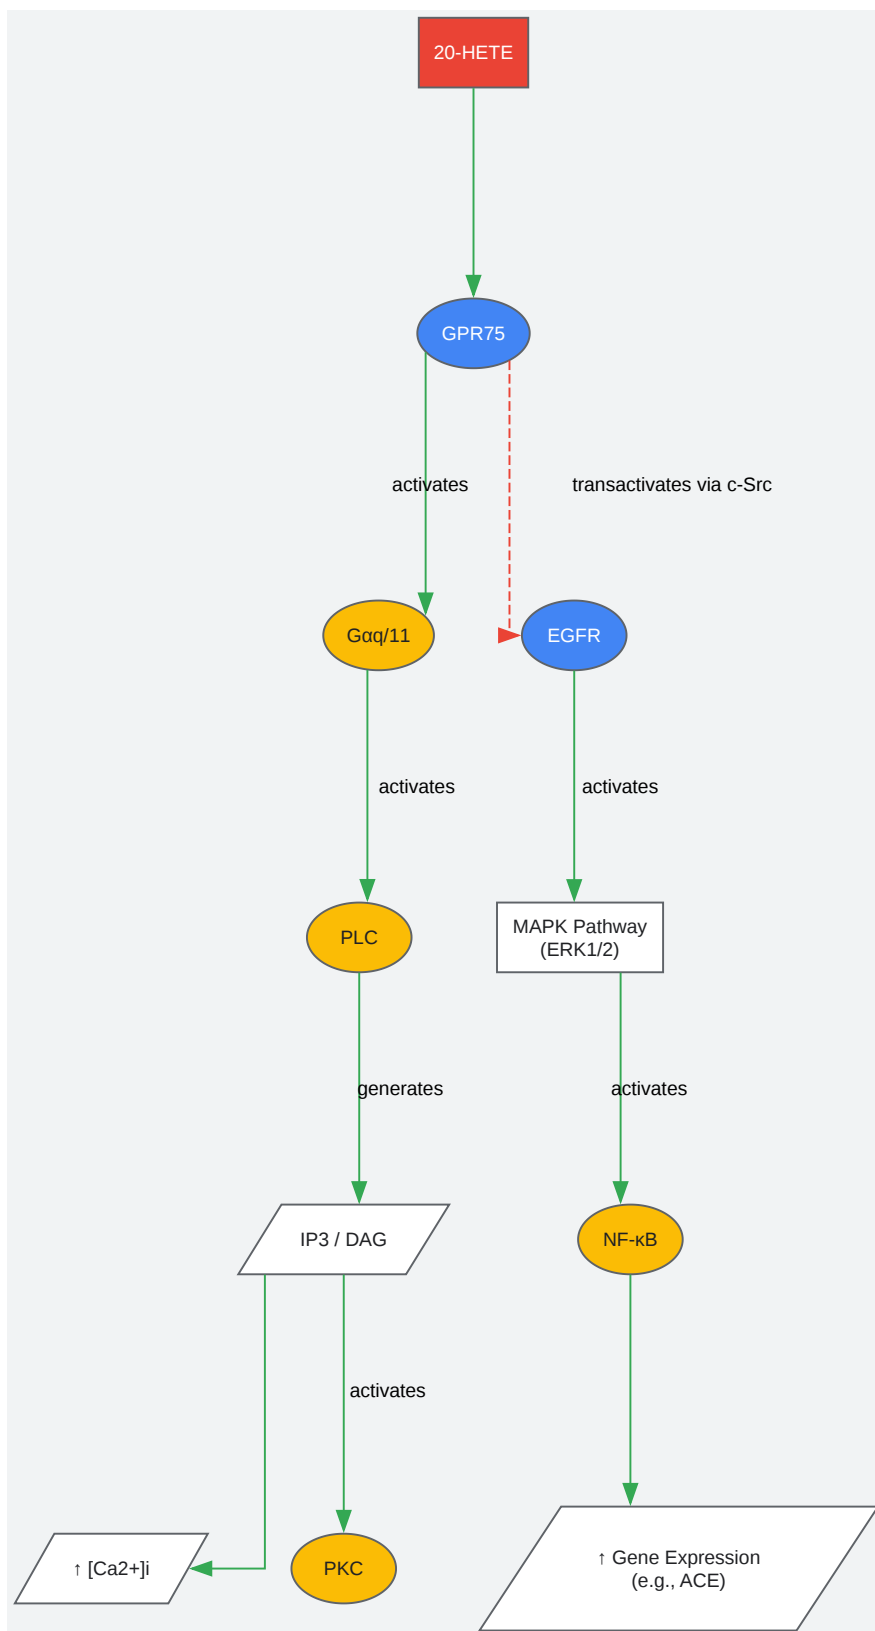 20-HETE
GPR75
activates
transactivates via c-Src
Gαq/11
EGFR
activates
activates
PLC
MAPK Pathway
(ERK1/2)
generates
activates
IP3 / DAG
NF-κB
activates
↑ [Ca2+]i
PKC
↑ Gene Expression
(e.g., ACE)